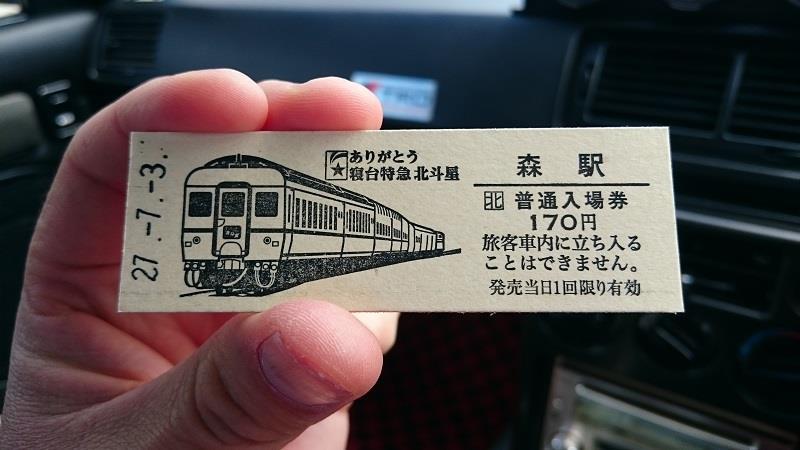 27.-7.-3.
ありがとう
寝台特急 北斗星
森駅
北 普通入場券
170円
旅客車内に立ち入る
ことはできません。
発売当日1回限り有効